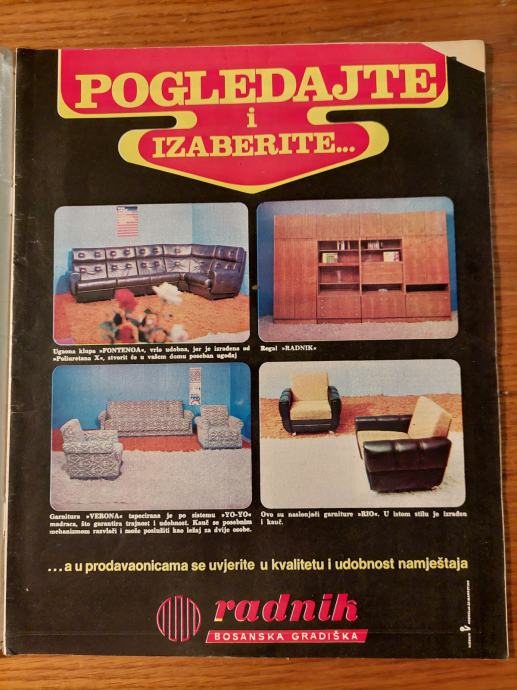 POGLEDAJTE
i
IZABERITE...
Ugaona klupa »FONTENOA«, vrlo udobna, jer je izrađena od
»Poliuretana X«, stvorit će u vašem domu poseban ugođaj
Regal »RADNIK«
Garnitura »VERONA« tapecirana je po sistemu »YO-YO«
madraca, što garantira trajnost i udobnost. Kauč se posebnim
mehanizmom razvlači i može poslužiti kao ležaj za dvije osobe.
Ovo su naslonjači garniture »RIO«. U istom stilu je izrađen
i kauč.
...a u prodavaonicama se uvjerite u kvalitetu i udobnost namještaja
radnik
BOSANSKA GRADIŠKA